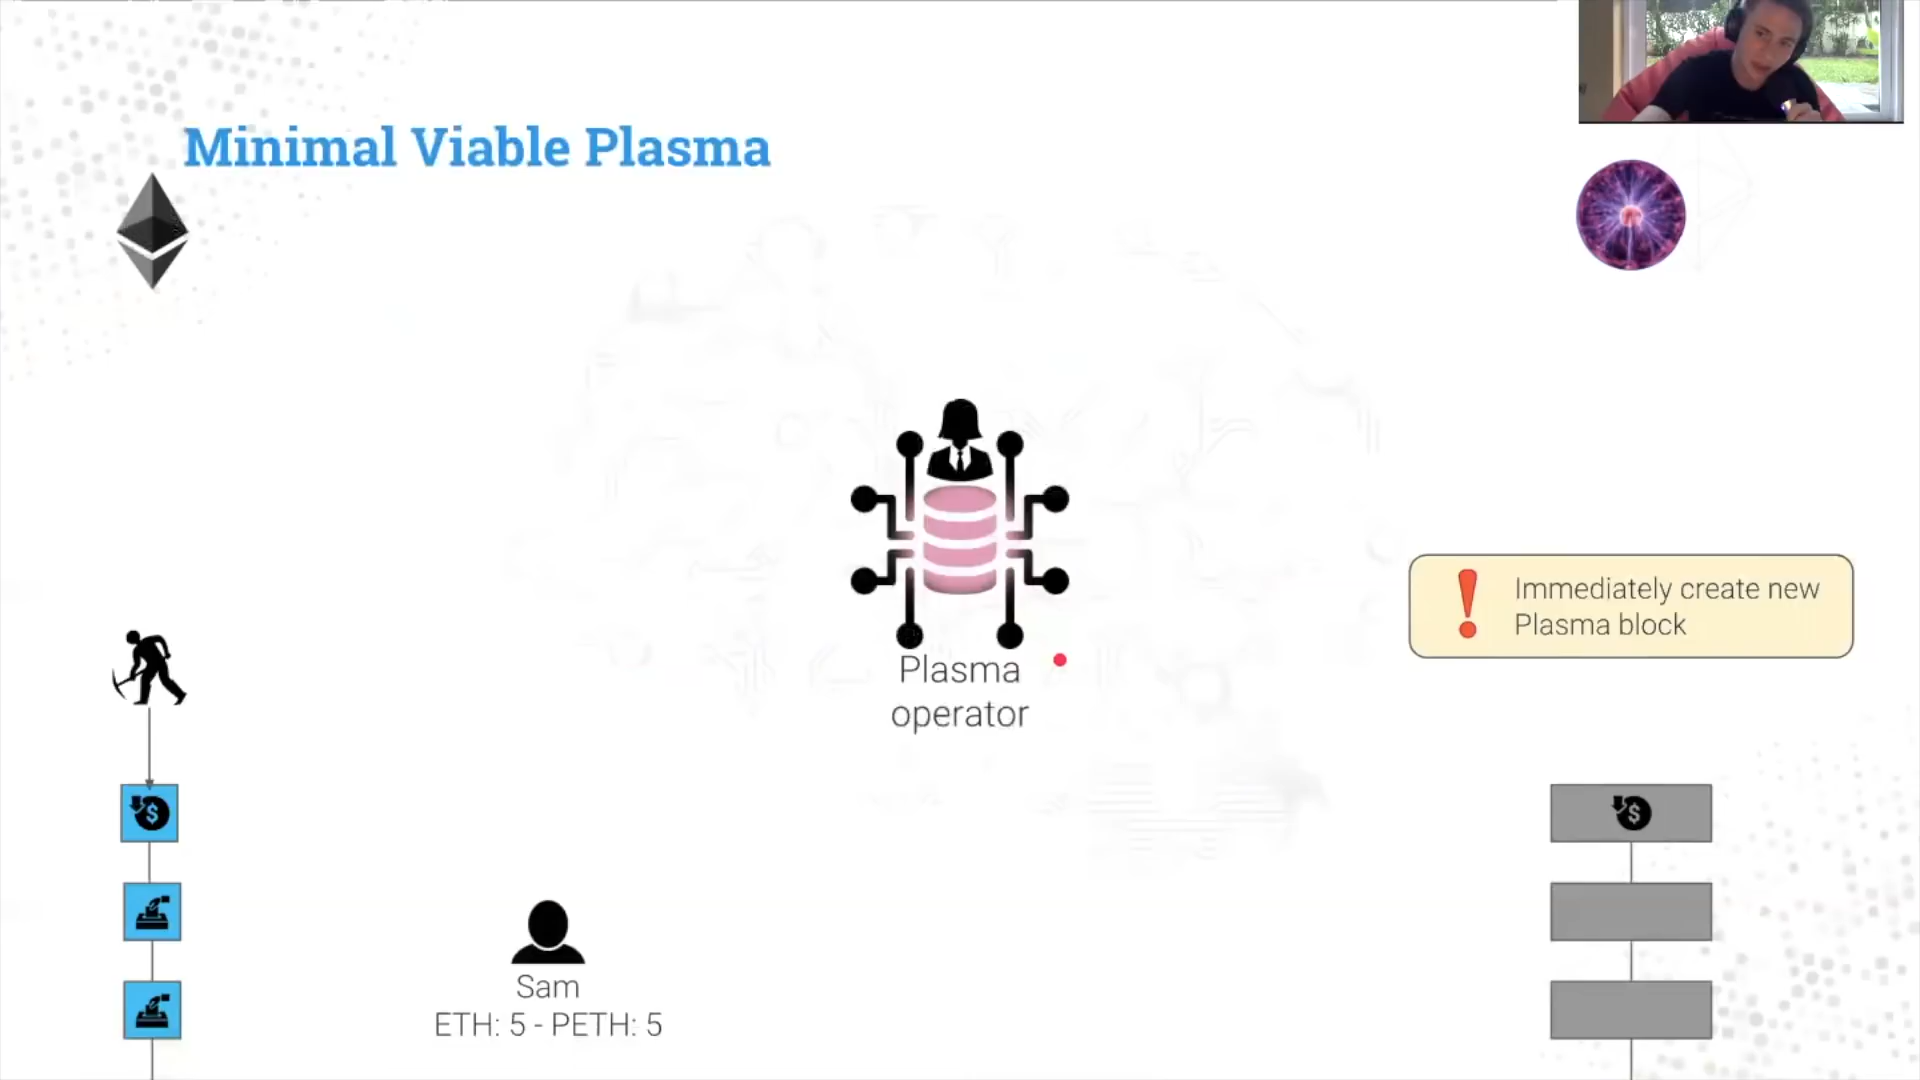 Minimal Viable Plasma
Immediately create new
Plasma block
Plasma
operator
$
$
Sam
ETH: 5 - PETH: 5